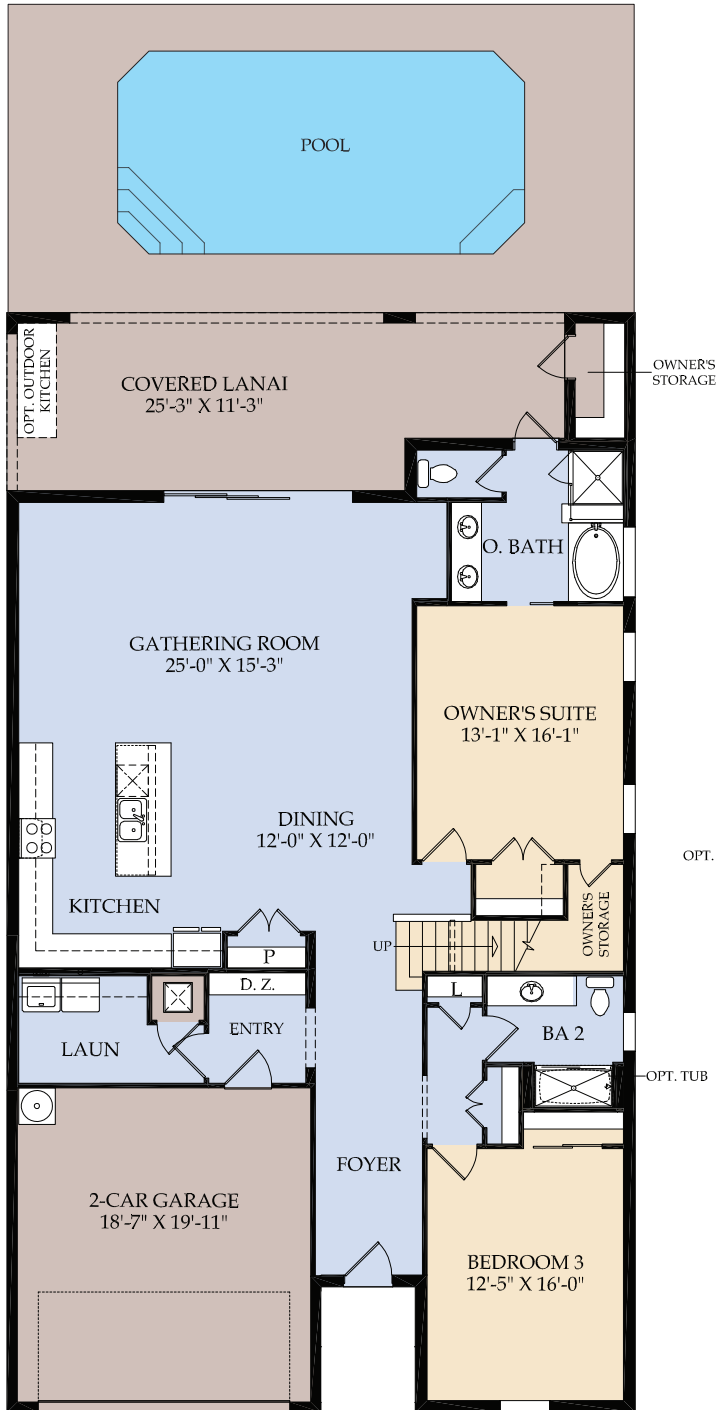 POOL
OPT. OUTDOOR
KITCHEN
COVERED LANAI
25'-3" X 11'-3"
OWNER'S
STORAGE
O. BATH
GATHERING ROOM
25'-0" X 15'-3"
OWNER'S SUITE
13'-1" X 16'-1"
DINING
12'-0" X 12'-0"
OPT.
KITCHEN
OWNER'S
STORAGE
UP
P
D. Z.
L
ENTRY
LAUN
BA 2
OPT. TUB
FOYER
2-CAR GARAGE
18'-7" X 19'-11"
BEDROOM 3
12'-5" X 16'-0"